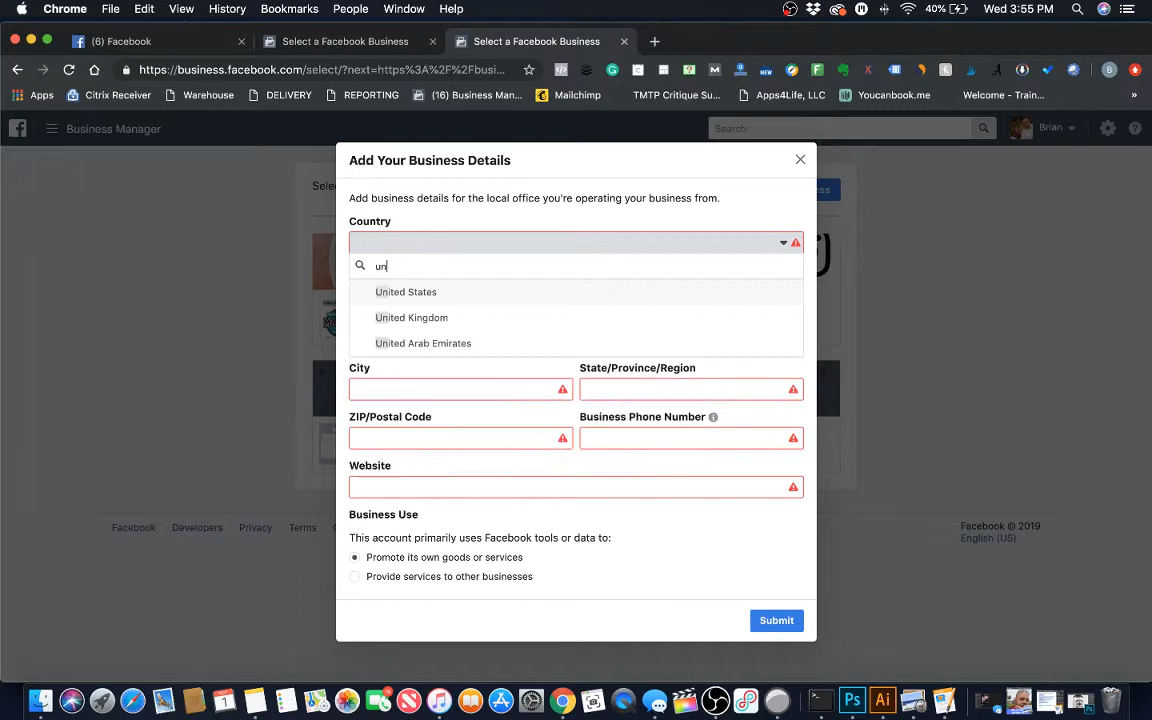 Chrome File Edit View History Bookmarks People Window Help 40% Wed 3:55 PM
(6) Facebook Select a Facebook Business Select a Facebook Business
https://business.facebook.com/select/?next=https%3A%2F%2Fbusi...
Apps Citrix Receiver Warehouse DELIVERY REPORTING (16) Business Man... Mailchimp TMTP Critique Su... Apps4Life, LLC Youcanbook.me Welcome - Train... »
Business Manager Search Brian
Add Your Business Details
Add business details for the local office you're operating your business from.
Country
un
United States
United Kingdom
United Arab Emirates
City State/Province/Region
ZIP/Postal Code Business Phone Number
Website
Business Use
This account primarily uses Facebook tools or data to:
Promote its own goods or services
Provide services to other businesses
Submit
Facebook Developers Privacy Terms Facebook © 2019
English (US)